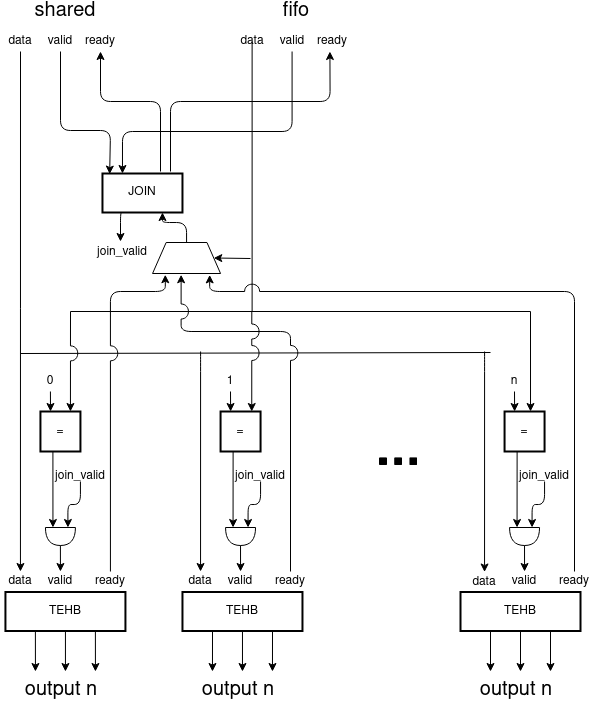 shared fifo
data valid ready data valid ready
JOIN
join_valid
0 1 n
= = =
join_valid join_valid join_valid
data valid ready data valid ready data valid ready
TEHB TEHB TEHB
output n output n output n